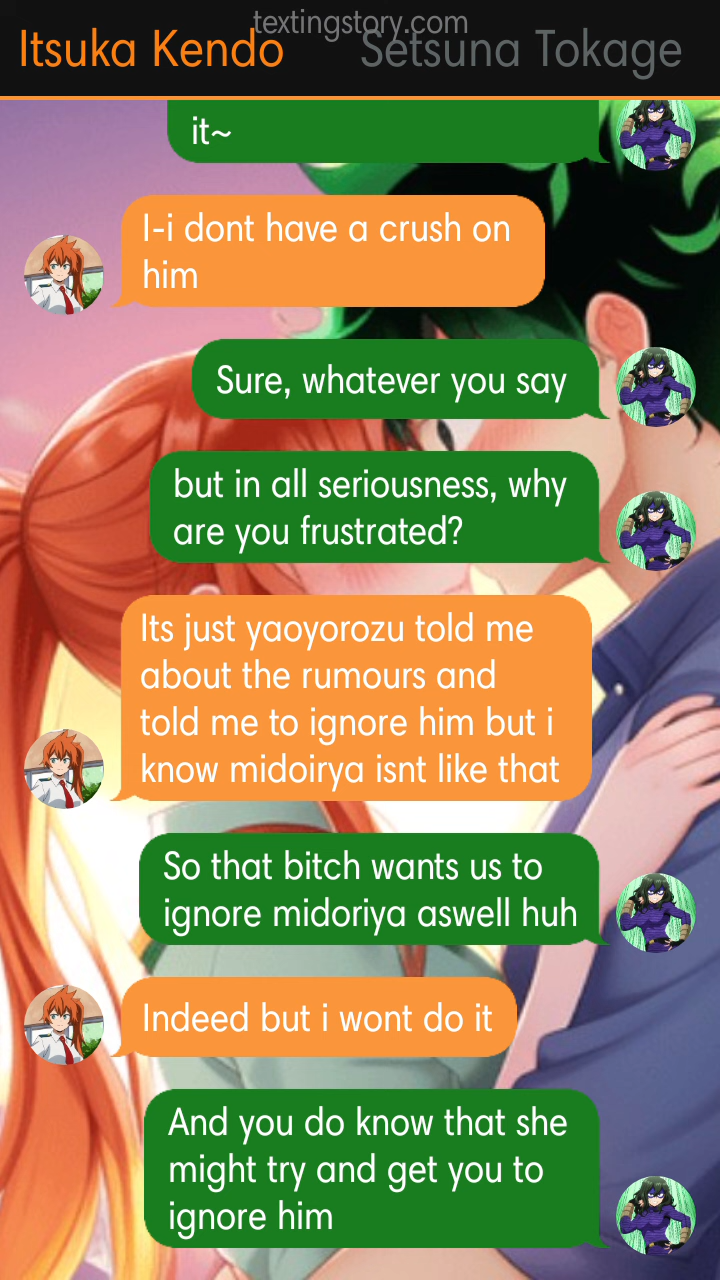 textingstory.com
Itsuka Kendo Setsuna Tokage
it~
I-i dont have a crush on
him
Sure, whatever you say
but in all seriousness, why
are you frustrated?
Its just yaoyorozu told me
about the rumours and
told me to ignore him but i
know midoirya isnt like that
So that bitch wants us to
ignore midoriya aswell huh
Indeed but i wont do it
And you do know that she
might try and get you to
ignore him